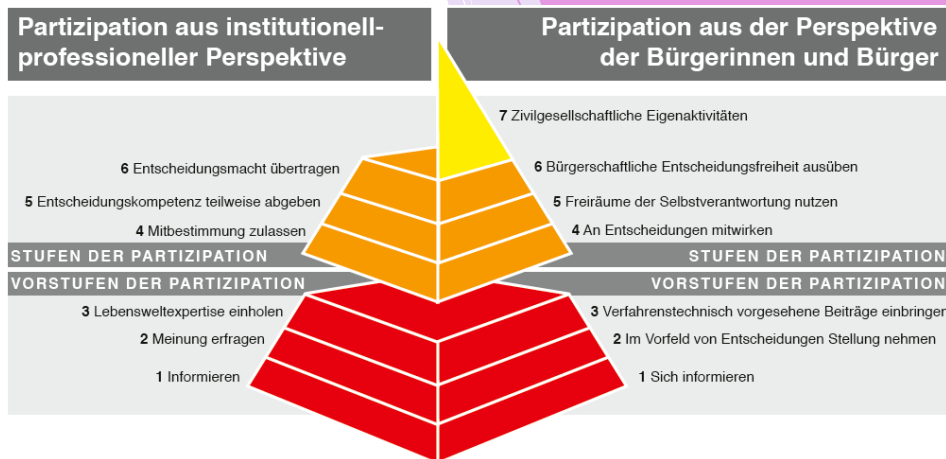 Partizipation aus institutionell-
professioneller Perspektive
Partizipation aus der Perspektive
der Bürgerinnen und Bürger
7 Zivilgesellschaftliche Eigenaktivitäten
6 Entscheidungsmacht übertragen
6 Bürgerschaftliche Entscheidungsfreiheit ausüben
5 Entscheidungskompetenz teilweise abgeben
5 Freiräume der Selbstverantwortung nutzen
4 Mitbestimmung zulassen
4 An Entscheidungen mitwirken
STUFEN DER PARTIZIPATION
STUFEN DER PARTIZIPATION
VORSTUFEN DER PARTIZIPATION
VORSTUFEN DER PARTIZIPATION
3 Lebensweltexpertise einholen
3 Verfahrenstechnisch vorgesehene Beiträge einbringen
2 Meinung erfragen
2 Im Vorfeld von Entscheidungen Stellung nehmen
1 Informieren
1 Sich informieren